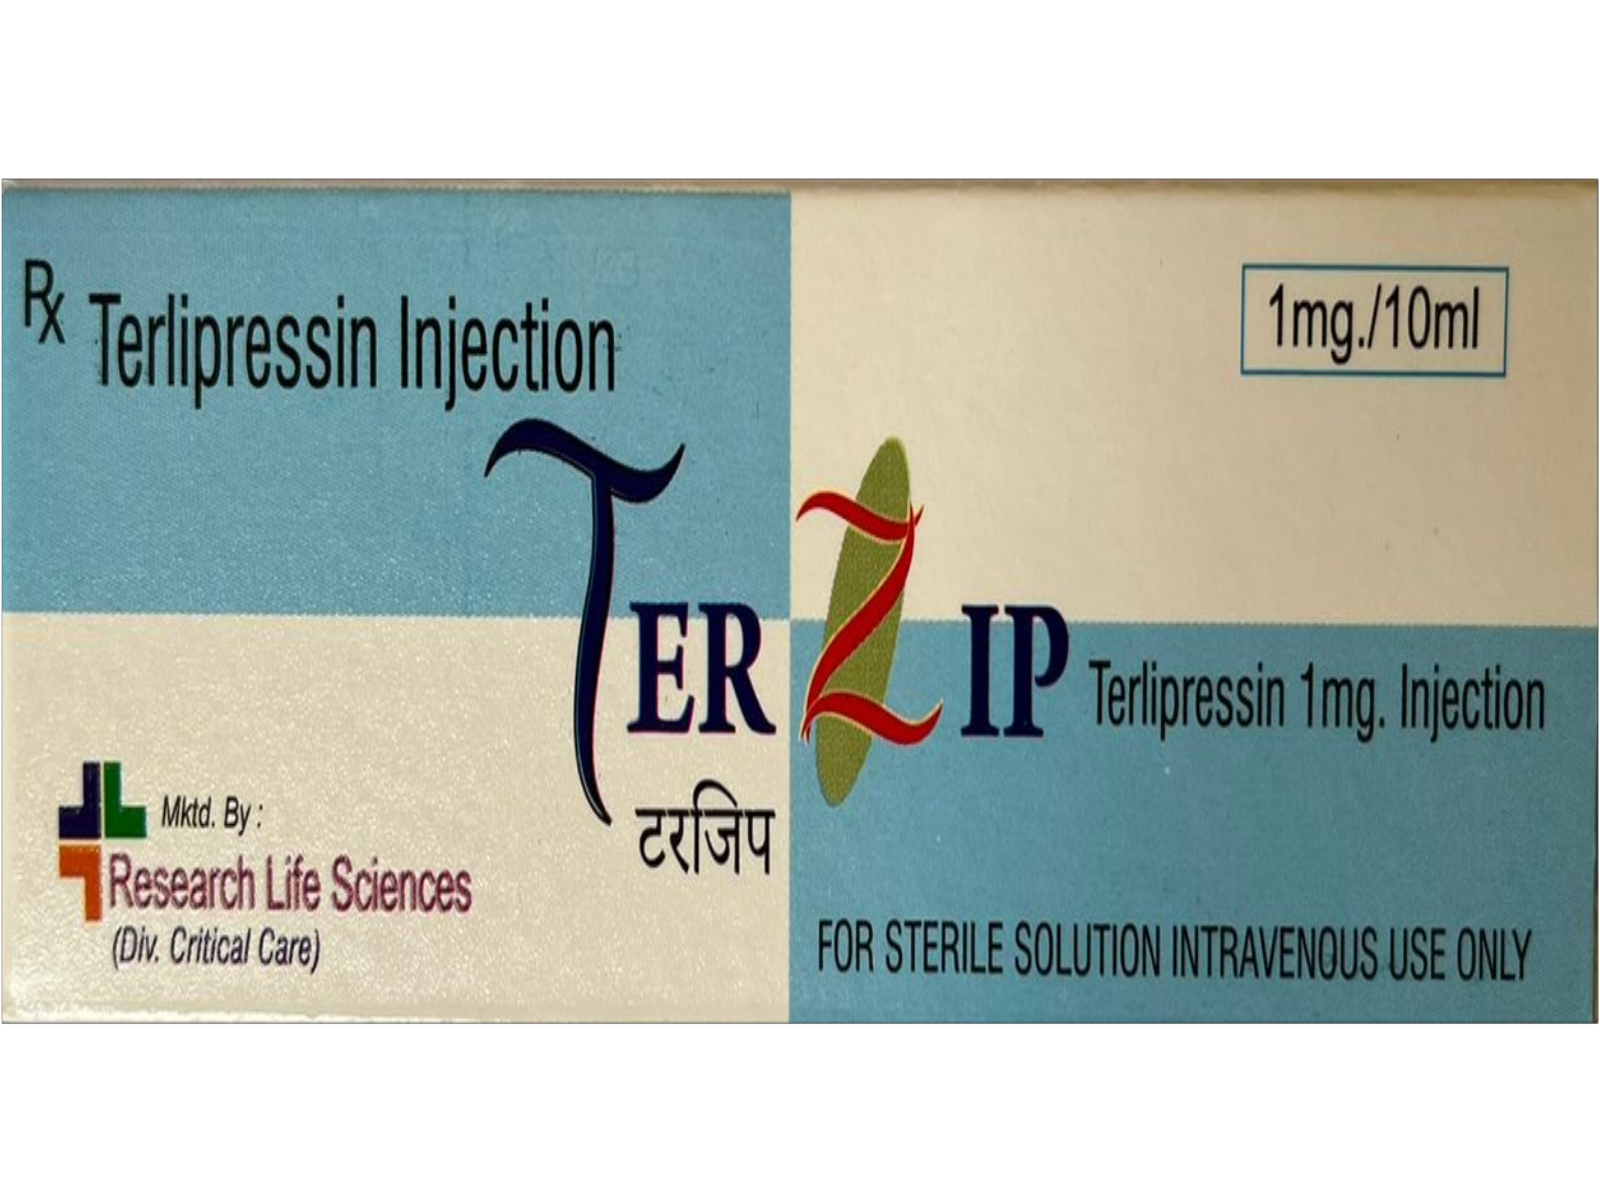 Rx Terlipressin Injection
1mg./10ml
TERZIP Terlipressin 1mg. Injection
टरजिप
Mktd. By :
Research Life Sciences
(Div. Critical Care)
FOR STERILE SOLUTION INTRAVENOUS USE ONLY